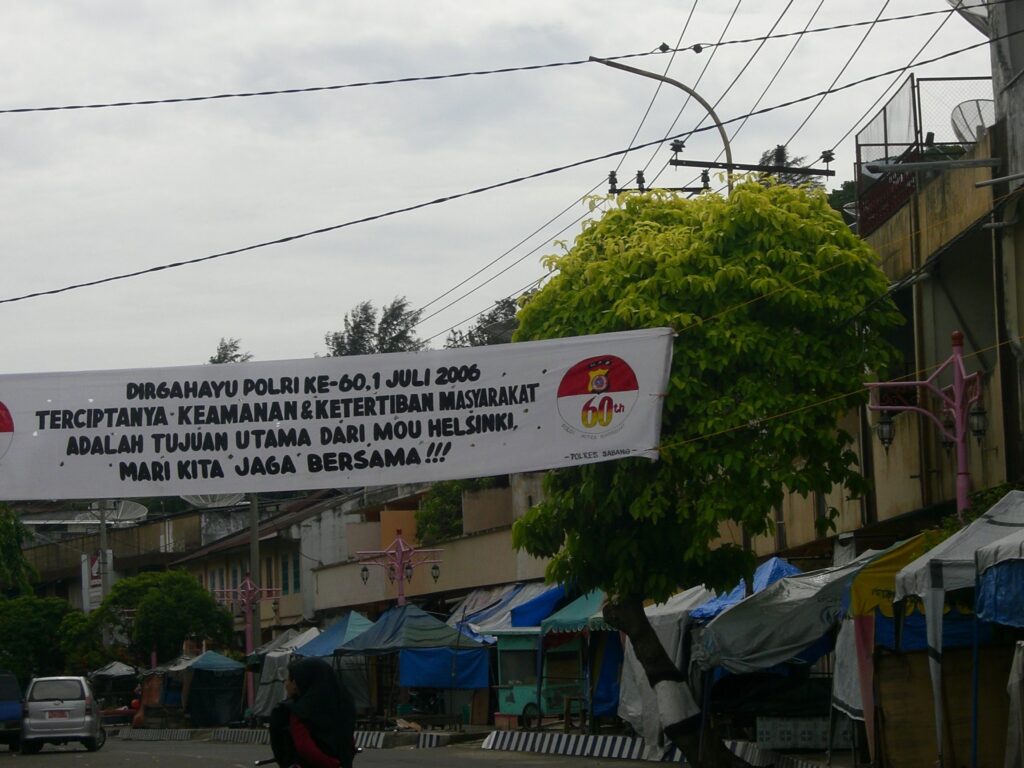 DIRGAHAYU POLRI KE-60.1 JULI 2006
TERCIPTANYA KEAMANAN & KETERTIBAN MASYARAKAT
ADALAH TUJUAN UTAMA DARI MOU HELSINKI.
MARI KITA JAGA BERSAMA!!!
60th
-POLRES SABANG-